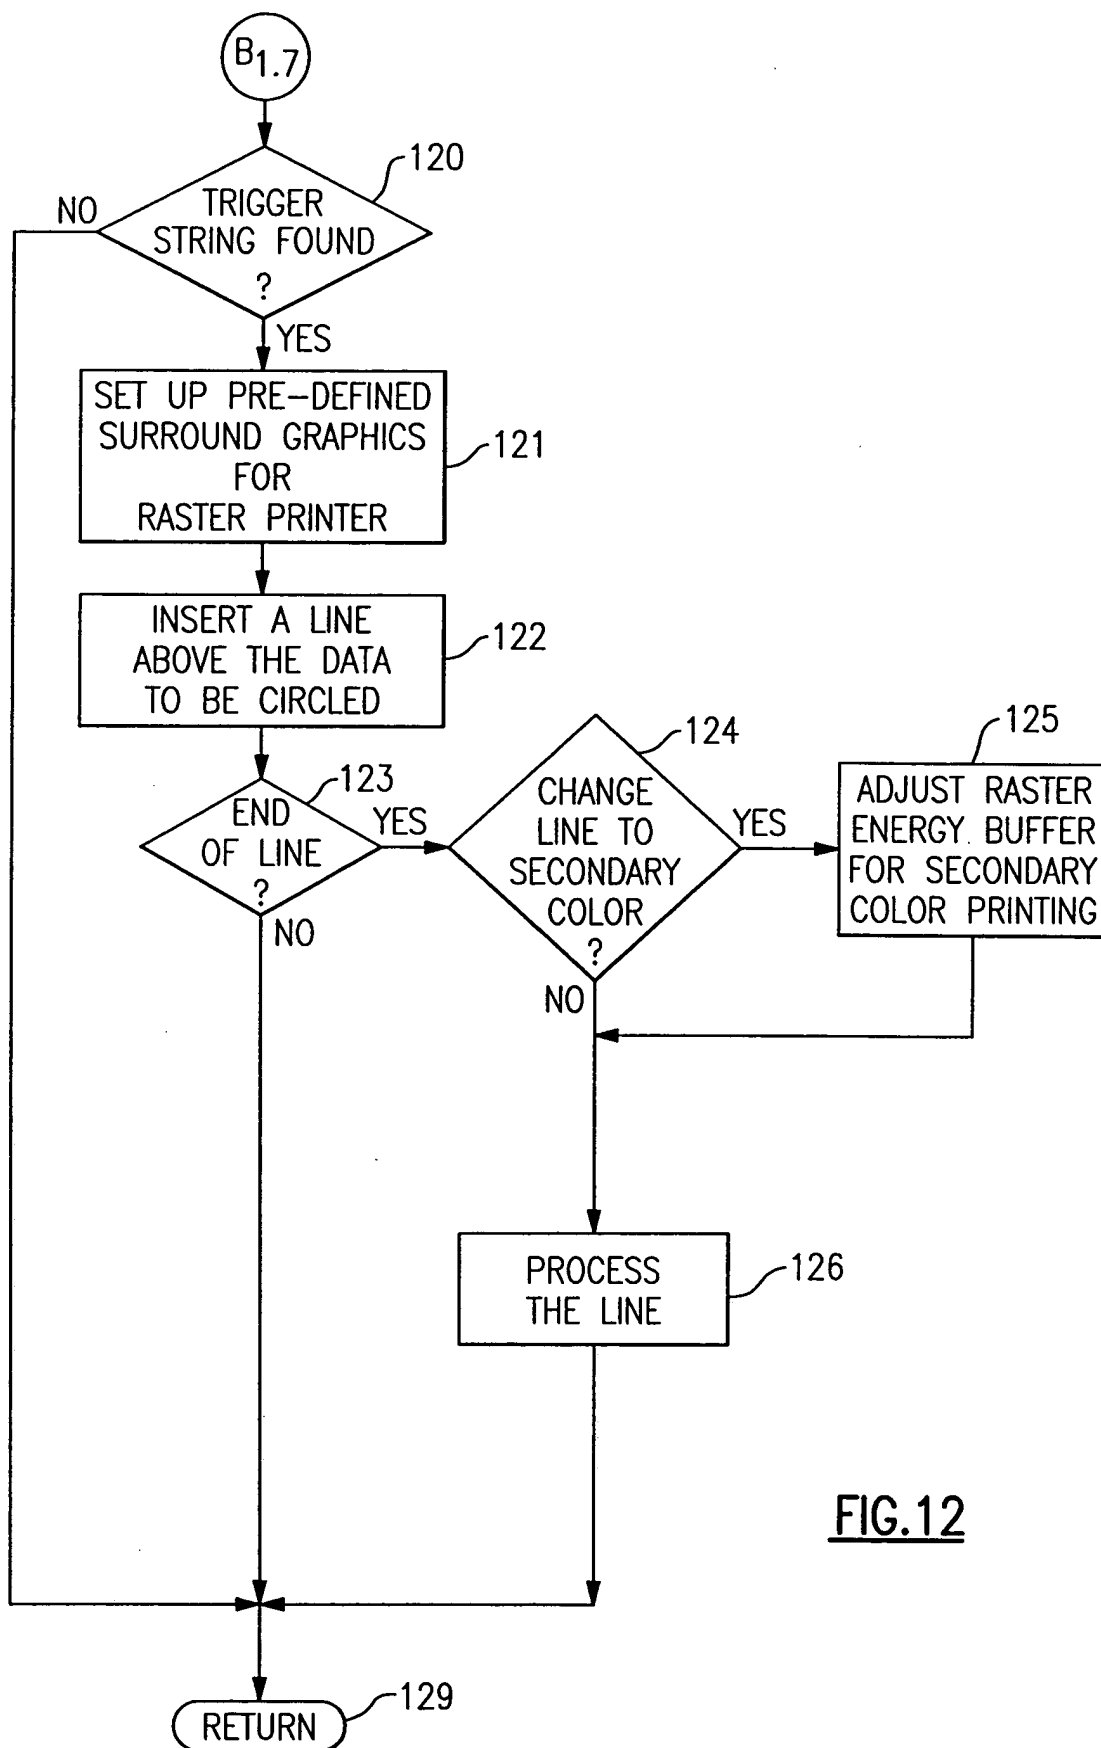 B1.7
120
TRIGGER
STRING FOUND
?
NO
YES
SET UP PRE-DEFINED
SURROUND GRAPHICS
FOR
RASTER PRINTER
121
INSERT A LINE
ABOVE THE DATA
TO BE CIRCLED
122
END
OF LINE
?
123
YES
NO
CHANGE
LINE TO
SECONDARY
COLOR
?
124
YES
NO
125
ADJUST RASTER
ENERGY BUFFER
FOR SECONDARY
COLOR PRINTING
PROCESS
THE LINE
126
FIG.12
RETURN
129